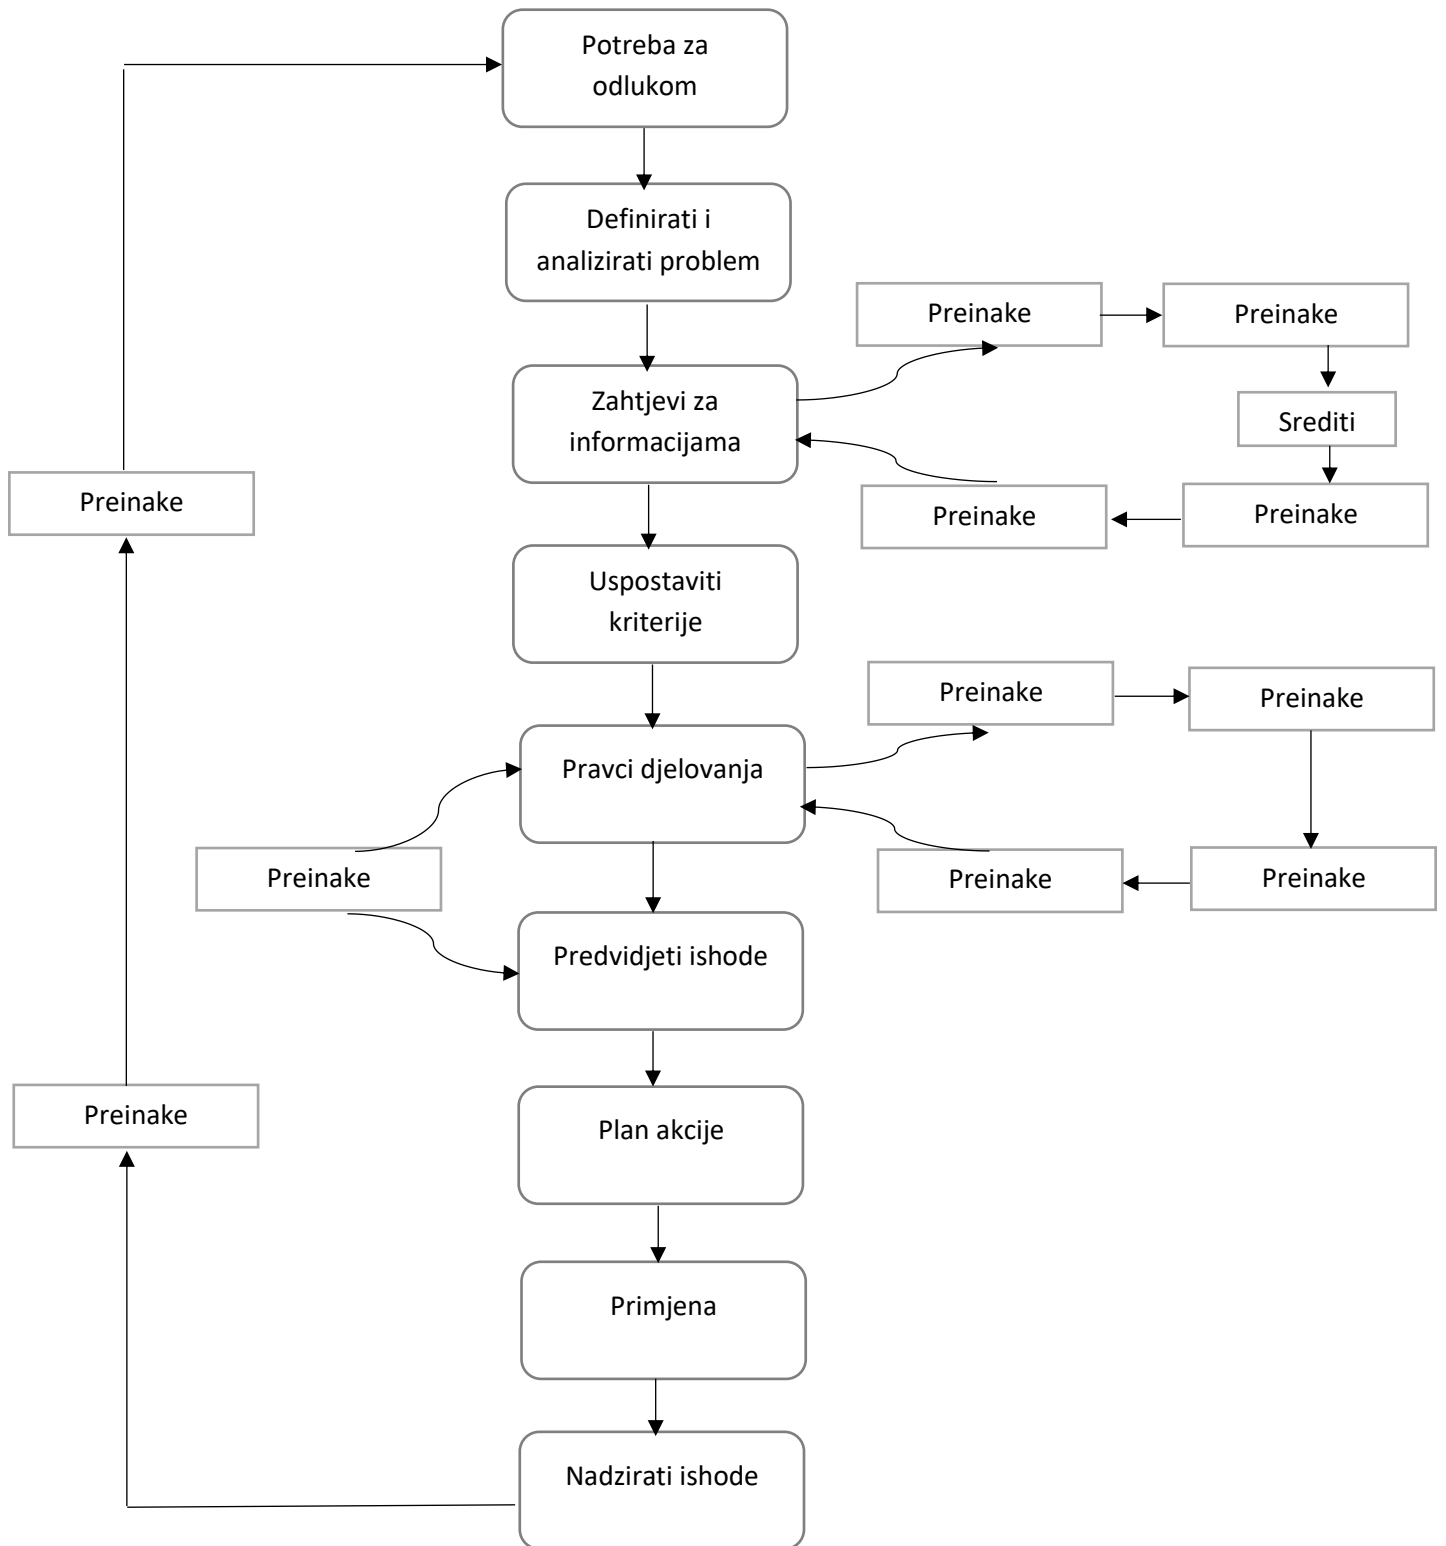 Potreba za
odlukom
Definirati i
analizirati problem
Preinake
Preinake
Zahtjevi za
informacijama
Srediti
Preinake
Preinake
Preinake
Uspostaviti
kriterije
Preinake
Preinake
Pravci djelovanja
Preinake
Preinake
Preinake
Predvidjeti ishode
Preinake
Plan akcije
Primjena
Nadzirati ishode